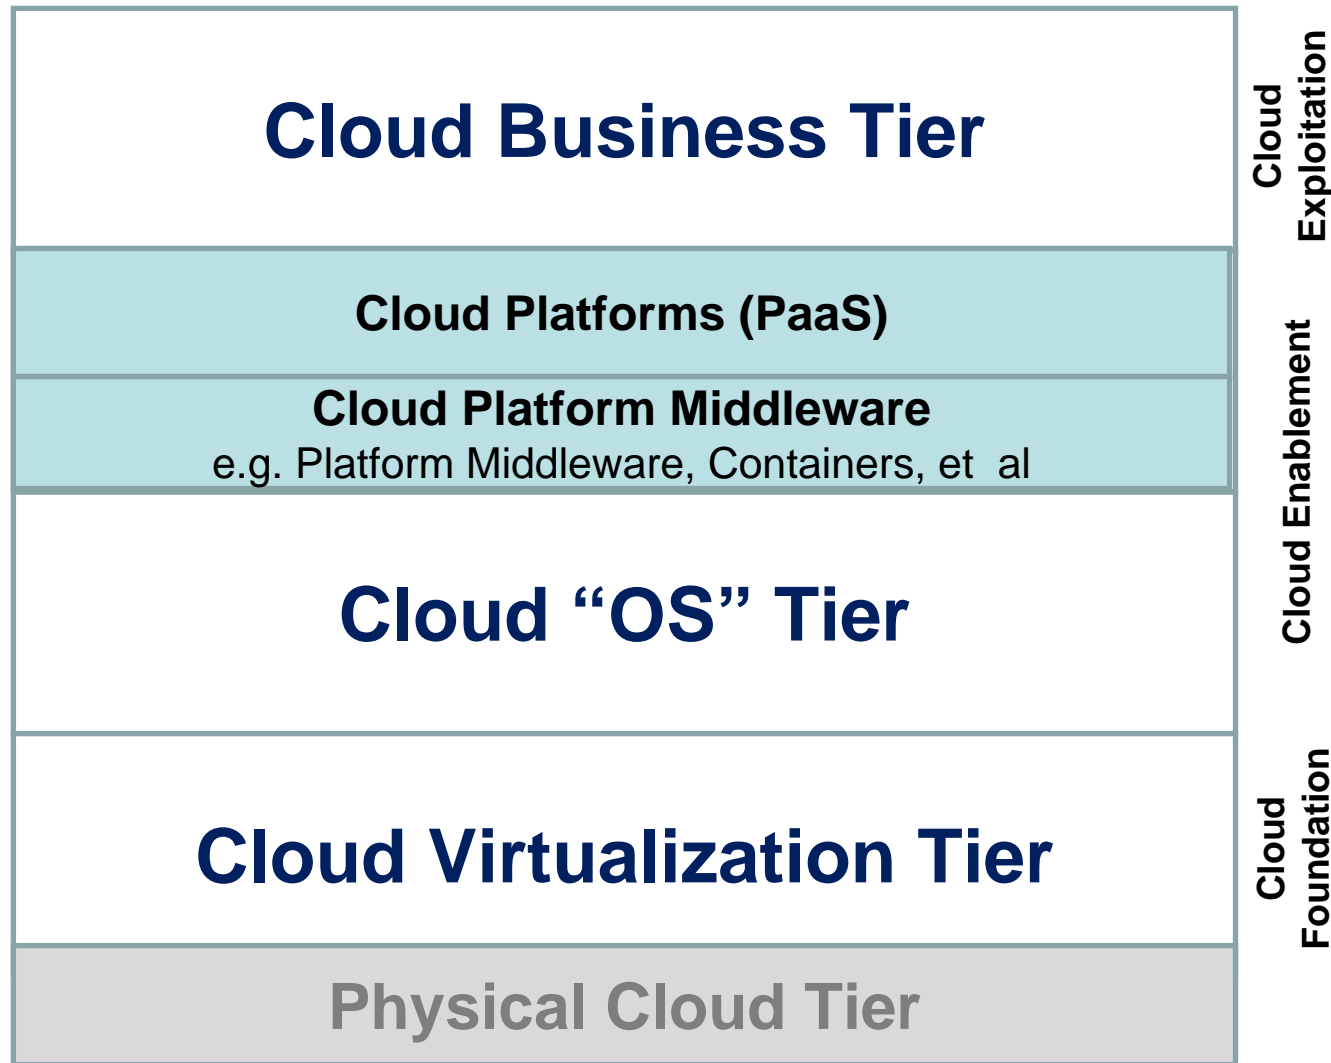 Cloud Business Tier
Cloud
Exploitation
Cloud Platforms (PaaS)
Cloud Platform Middleware
e.g. Platform Middleware, Containers, et  al
Cloud Enablement
Cloud “OS” Tier
Cloud Virtualization Tier
Cloud
Foundation
Physical Cloud Tier